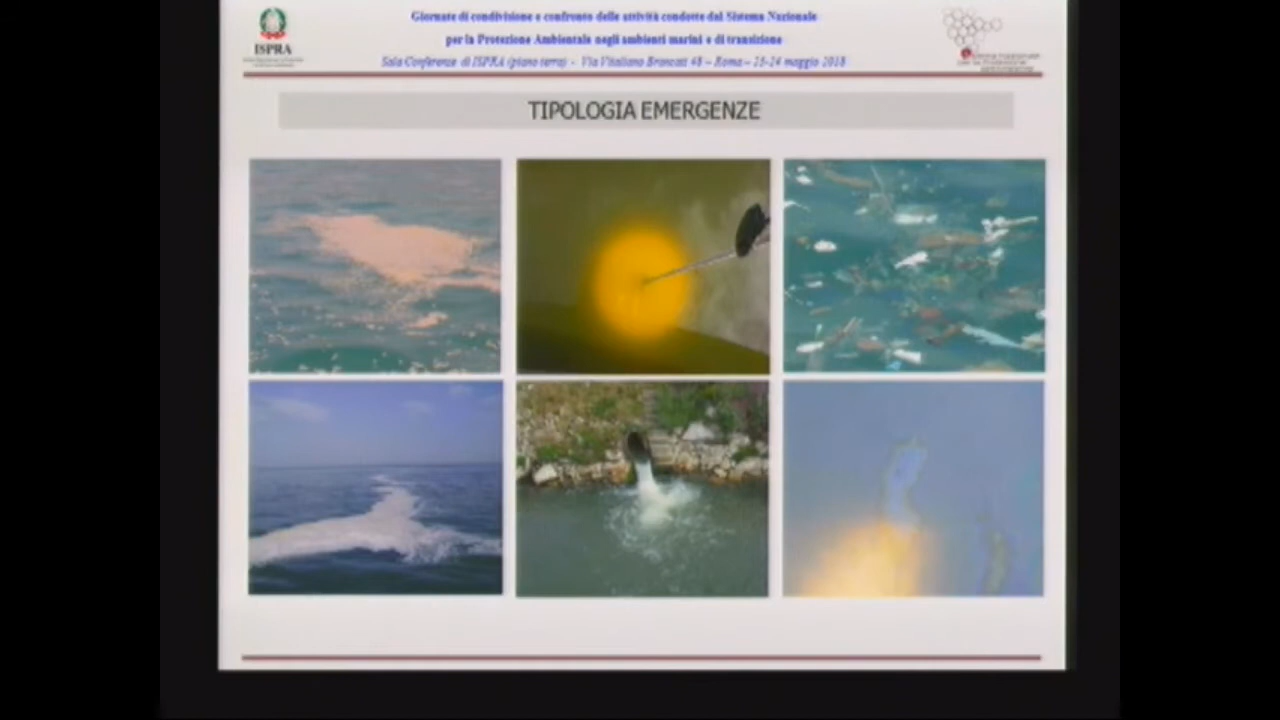 Giornate di condivisione e confronto delle attività condotte dal Sistema Nazionale
per la Protezione Ambientale negli ambienti marini e di transizione
Sala Conferenze di ISPRA (piano terra) - Via Vitaliano Brancati 48 – Roma – 23-24 maggio 2018
ISPRA
TIPOLOGIA EMERGENZE